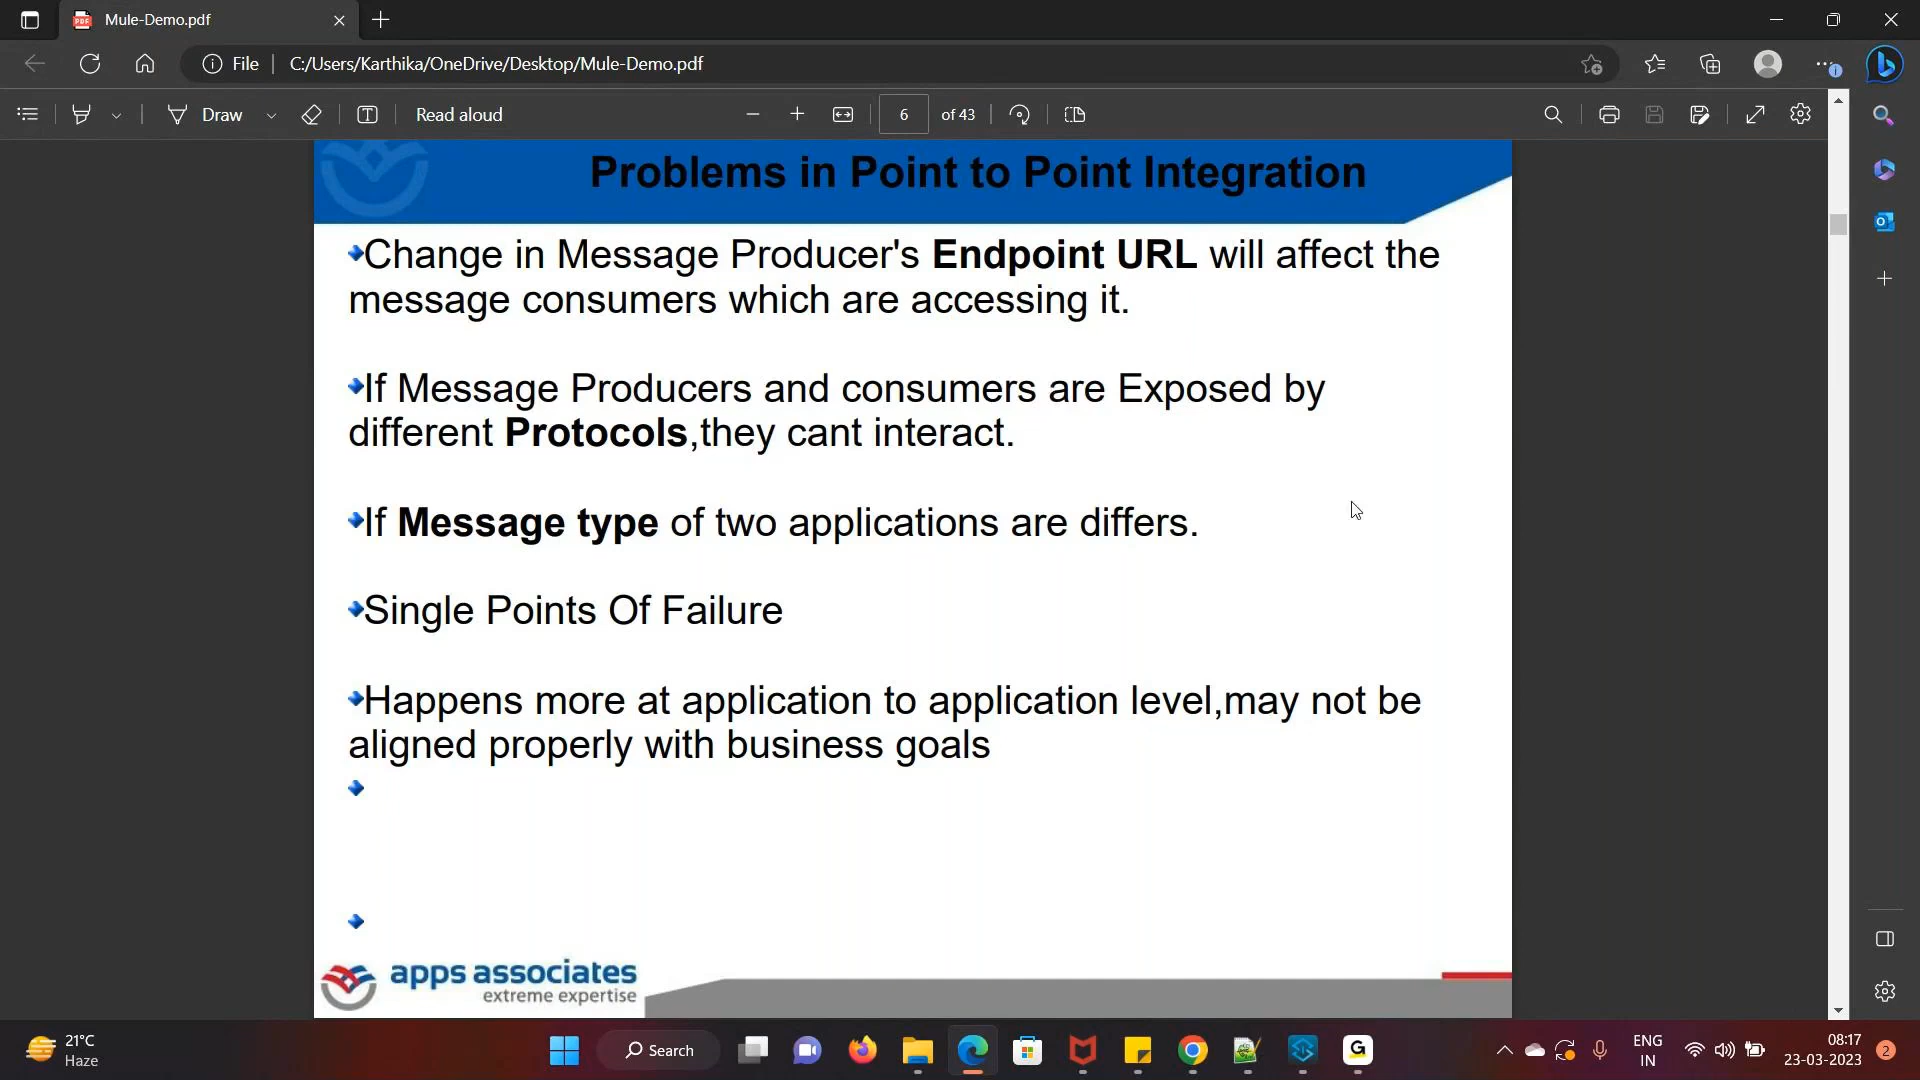 Mule-Demo.pdf
File
C:/Users/Karthika/OneDrive/Desktop/Mule-Demo.pdf
Draw
Read aloud
6
of 43
Problems in Point to Point Integration
Change in Message Producer's Endpoint URL will affect the
message consumers which are accessing it.
If Message Producers and consumers are Exposed by
different Protocols,they cant interact.
If Message type of two applications are differs.
Single Points Of Failure
Happens more at application to application level,may not be
aligned properly with business goals
apps associates
extreme expertise
21°C
Haze
Search
ENG
IN
08:17
23-03-2023
2